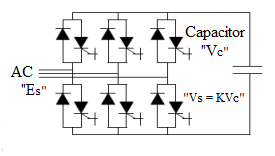 Capacitor
"Vc"
AC
"Es"
"Vs = KVc"